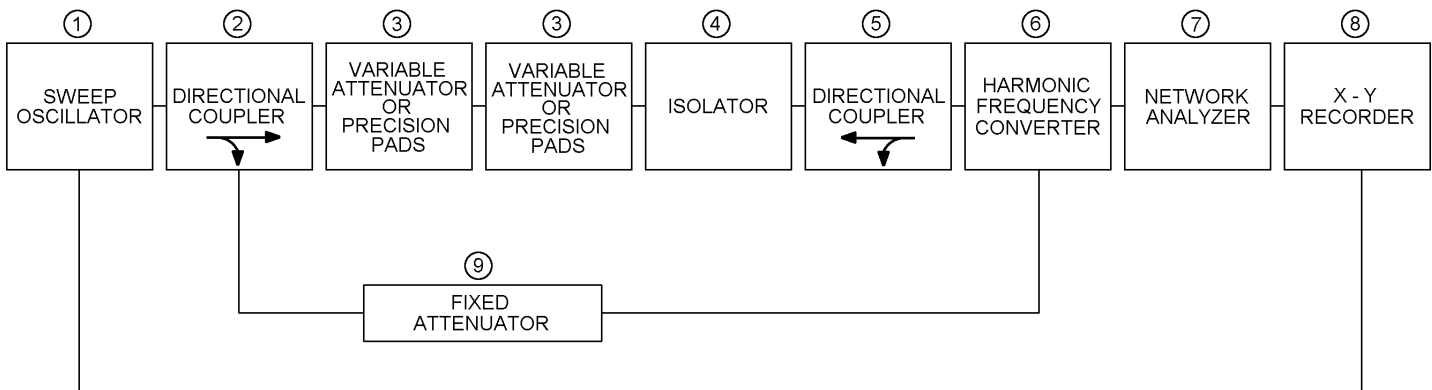 1
2
3
3
4
5
6
7
8
SWEEP
OSCILLATOR
DIRECTIONAL
COUPLER
VARIABLE
ATTENUATOR
OR
PRECISION
PADS
VARIABLE
ATTENUATOR
OR
PRECISION
PADS
ISOLATOR
DIRECTIONAL
COUPLER
HARMONIC
FREQUENCY
CONVERTER
NETWORK
ANALYZER
X - Y
RECORDER
9
FIXED
ATTENUATOR